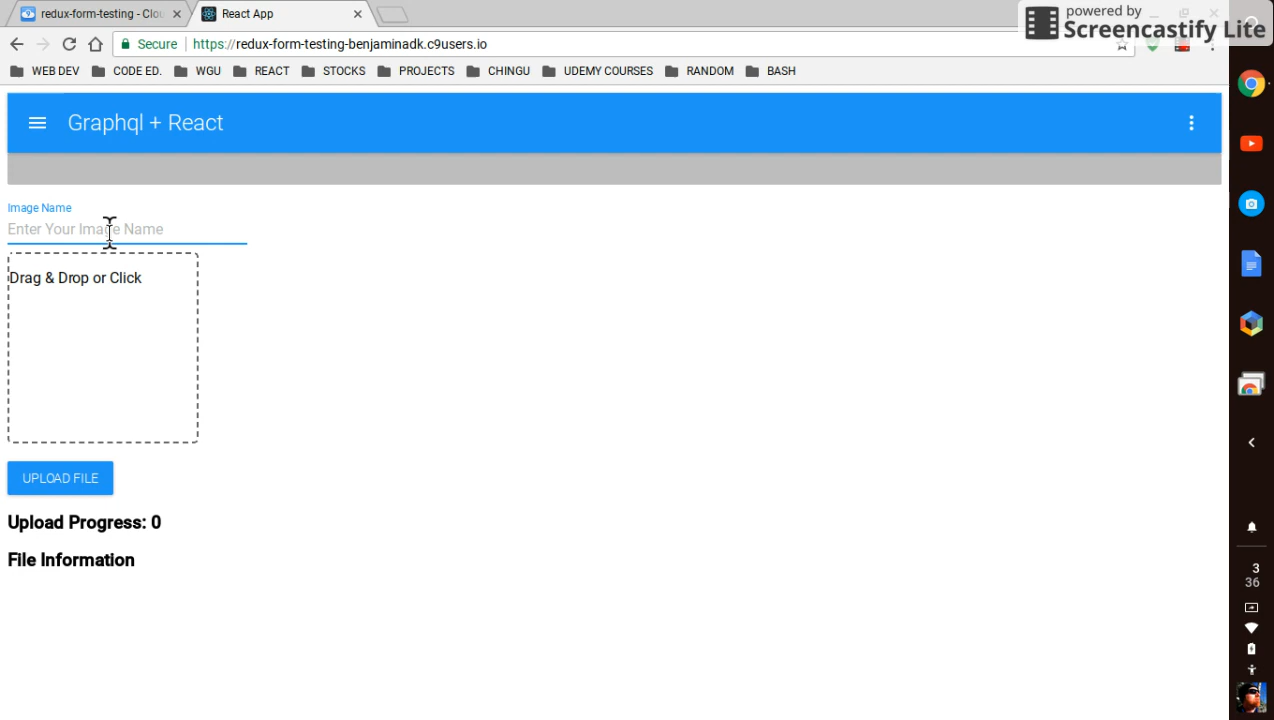 redux-form-testing - Clou
React App
powered by
Screencastify Lite
Secure
https://redux-form-testing-benjaminadk.c9users.io
WEB DEV
CODE ED.
WGU
REACT
STOCKS
PROJECTS
CHINGU
UDEMY COURSES
RANDOM
BASH
Graphql + React
Image Name
Enter Your Image Name
Drag & Drop or Click
UPLOAD FILE
Upload Progress: 0
File Information
3
36